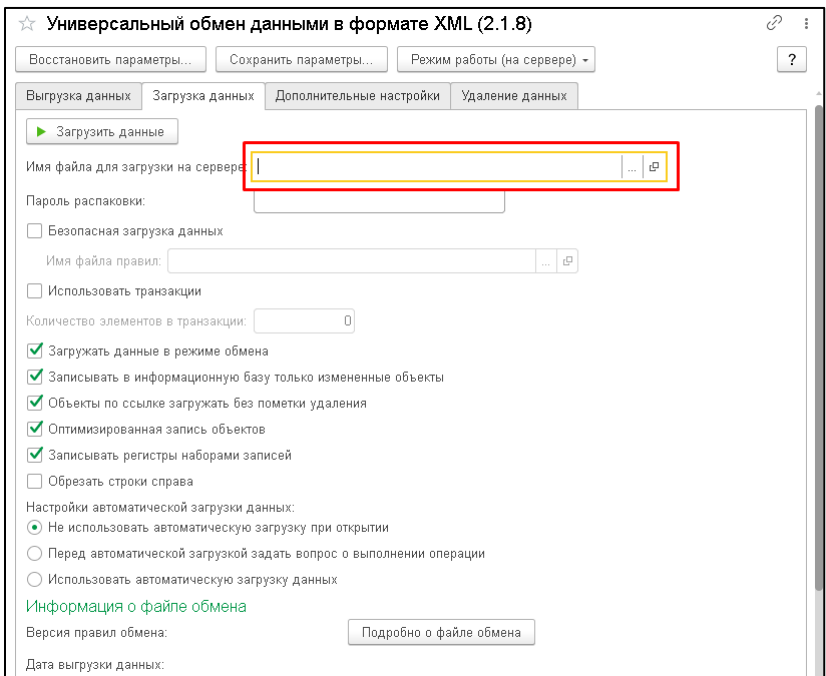 Универсальный обмен данными в формате XML (2.1.8)
Восстановить параметры... Сохранить параметры... Режим работы (на сервере) ?
Выгрузка данных Загрузка данных Дополнительные настройки Удаление данных
Загрузить данные
Имя файла для загрузки на сервере: ...
Пароль распаковки:
Безопасная загрузка данных
Имя файла правил: ...
Использовать транзакции
Количество элементов в транзакции: 0
Загружать данные в режиме обмена
Записывать в информационную базу только измененные объекты
Объекты по ссылке загружать без пометки удаления
Оптимизированная запись объектов
Записывать регистры наборами записей
Обрезать строки справа
Настройки автоматической загрузки данных:
Не использовать автоматическую загрузку при открытии
Перед автоматической загрузкой задать вопрос о выполнении операции
Использовать автоматическую загрузку данных
Информация о файле обмена
Версия правил обмена: Подробно о файле обмена
Дата выгрузки данных: